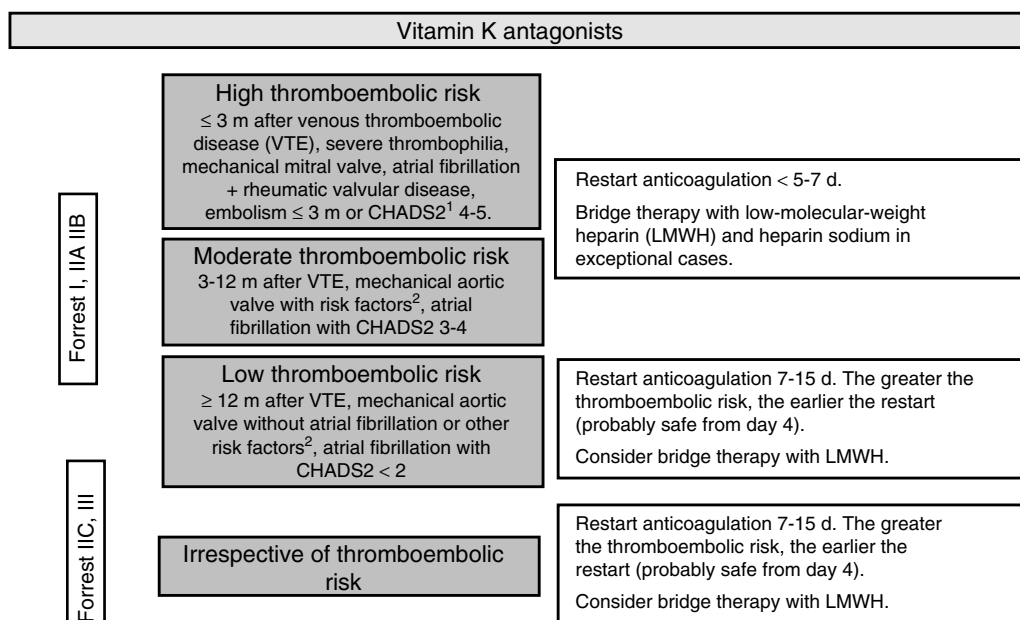 Vitamin K antagonists
Forrest I, IIA IIB
High thromboembolic risk
≤ 3 m after venous thrombembolic
disease (VTE), severe thrombophilia,
mechanical mitral valve, atrial fibrillation
+ rheumatic valvular disease,
embolism ≤ 3 m or CHADS2¹ 4-5.
Moderate thromboembolic risk
3-12 m after VTE, mechanical aortic
valve with risk factors², atrial
fibrillation with CHADS2 3-4
Restart anticoagulation < 5-7 d.
Bridge therapy with low-molecular-weight
heparin (LMWH) and heparin sodium in
exceptional cases.
Low thromboembolic risk
≥ 12 m after VTE, mechanical aortic
valve without atrial fibrillation or other
risk factors², atrial fibrillation with
CHADS2 < 2
Restart anticoagulation 7-15 d. The greater the
thromboembolic risk, the earlier the restart
(probably safe from day 4).
Consider bridge therapy with LMWH.
Forrest IIC, III
Irrespective of thromboembolic
risk
Restart anticoagulation 7-15 d. The greater
the thromboembolic risk, the earlier the
restart (probably safe from day 4).
Consider bridge therapy with LMWH.